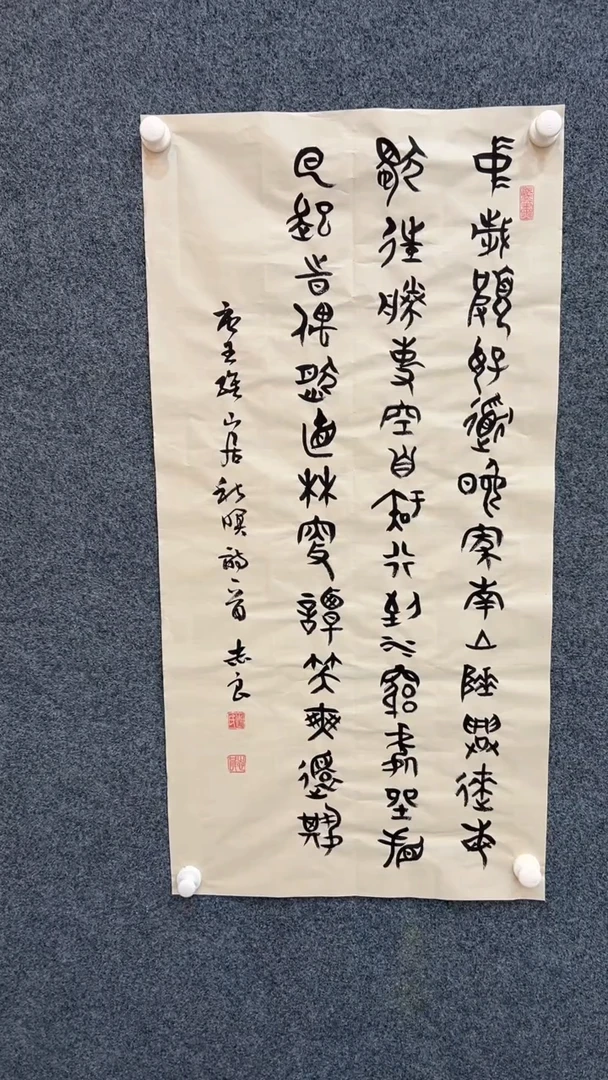 中歲頗好道晚家南山陲興來每
獨往勝事空自知行到水窮處坐看
雲起時偶然值林叟譚笑無還期
唐王維山居秋暝詩一首 志良